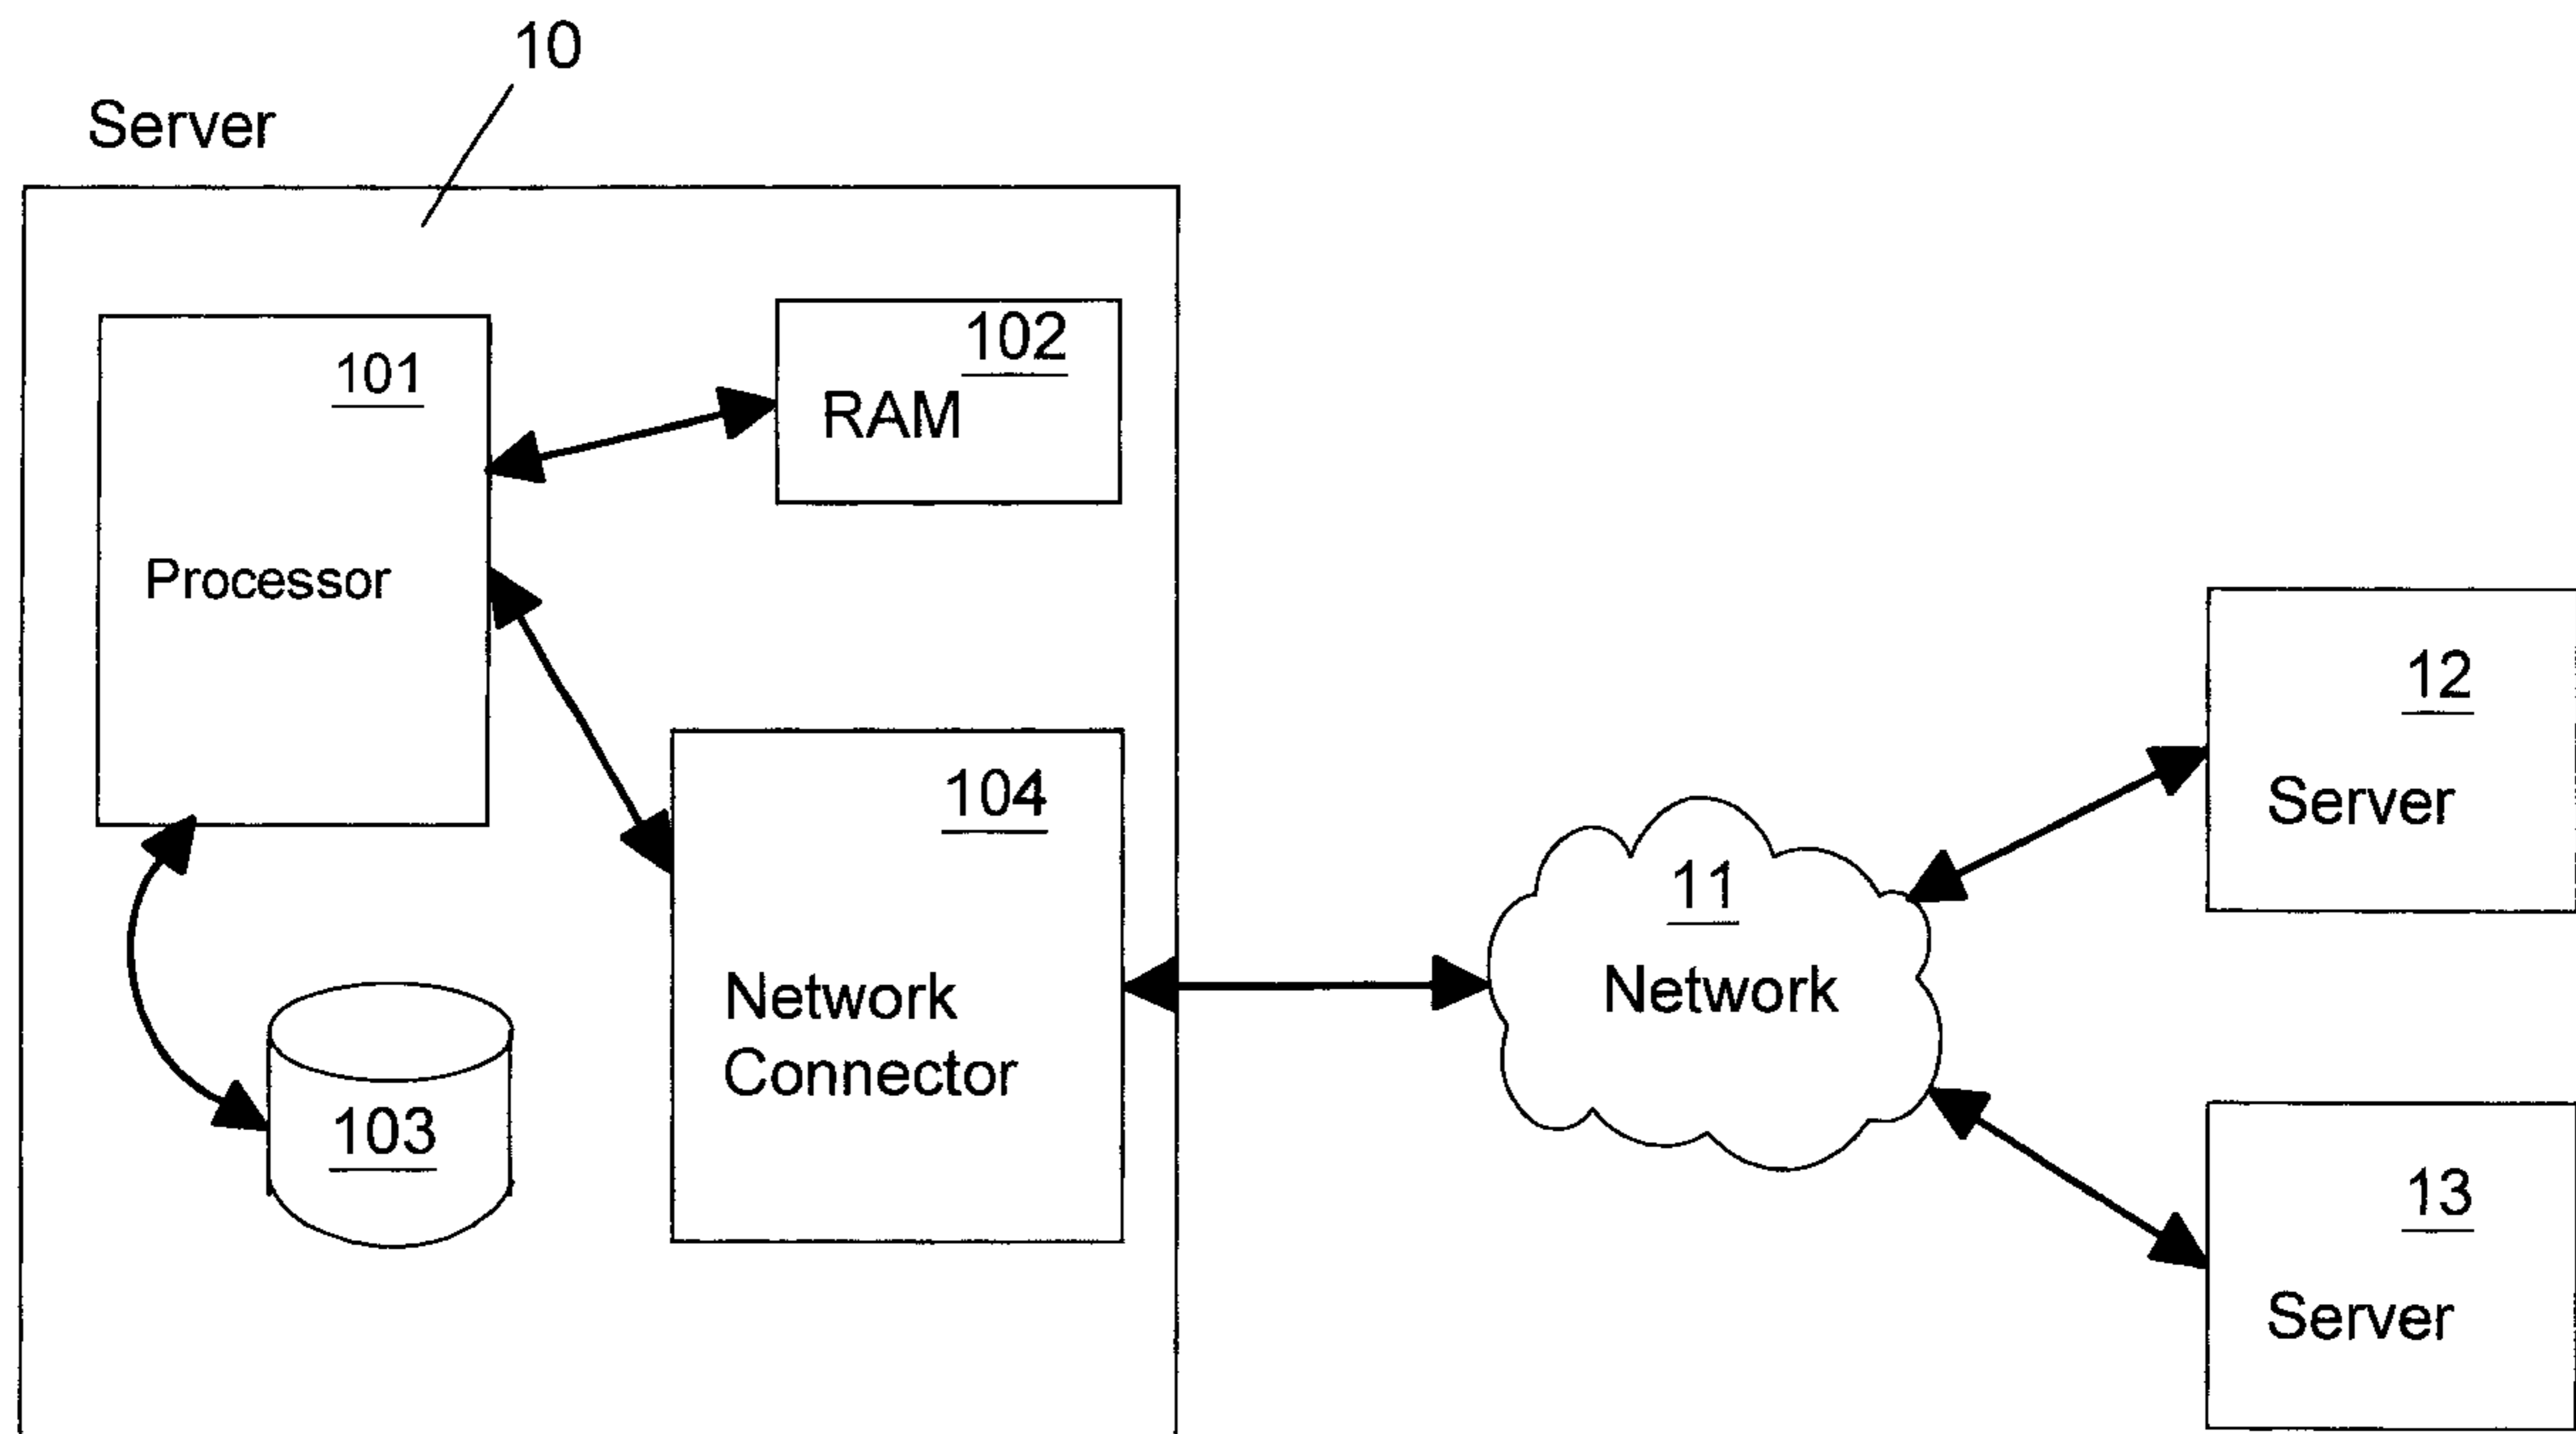 10
Server
101
Processor
102
RAM
103
104
Network
Connector
11
Network
12
Server
13
Server